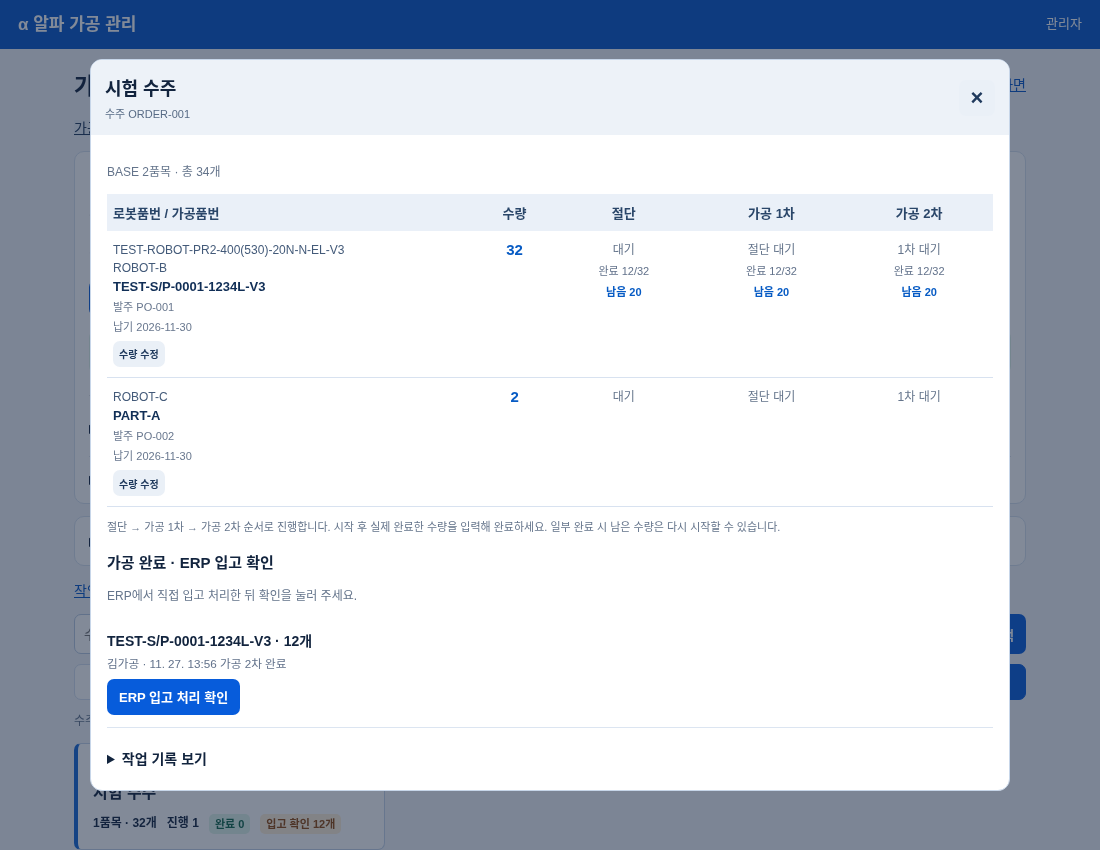 α 알파 가공 관리
관리자
시험 수주
수주 ORDER-001
×
BASE 2품목 · 총 34개
로봇품번 / 가공품번 수량 절단 가공 1차 가공 2차
TEST-ROBOT-PR2-400(530)-20N-N-EL-V3 32 대기 절단 대기 1차 대기
ROBOT-B 완료 12/32 완료 12/32 완료 12/32
TEST-S/P-0001-1234L-V3 남음 20 남음 20 남음 20
발주 PO-001
납기 2026-11-30
수량 수정
ROBOT-C 2 대기 절단 대기 1차 대기
PART-A
발주 PO-002
납기 2026-11-30
수량 수정
절단 → 가공 1차 → 가공 2차 순서로 진행합니다. 시작 후 실제 완료한 수량을 입력해 완료하세요. 일부 완료 시 남은 수량은 다시 시작할 수 있습니다.
가공 완료 · ERP 입고 확인
ERP에서 직접 입고 처리한 뒤 확인을 눌러 주세요.
TEST-S/P-0001-1234L-V3 · 12개
김가공 · 11. 27. 13:56 가공 2차 완료
ERP 입고 처리 확인
▶ 작업 기록 보기
시험 수주
1품목 · 32개 진행 1 완료 0 입고 확인 12개